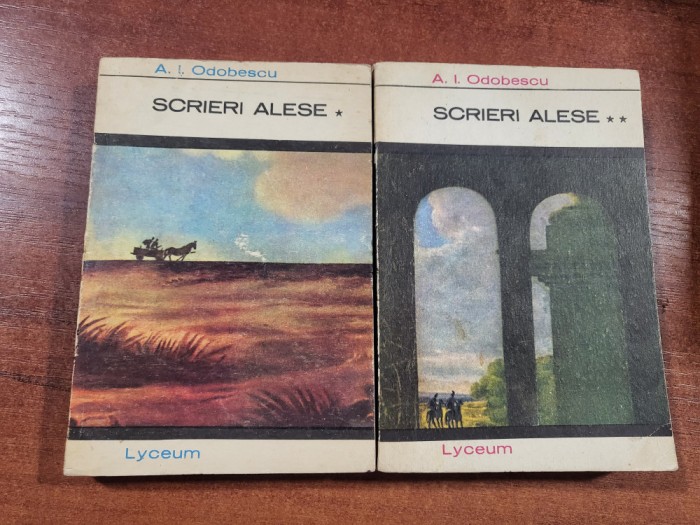 A. I. Odobescu
SCRIERI ALESE ★
Lyceum
A. I. Odobescu
SCRIERI ALESE ★ ★
Lyceum